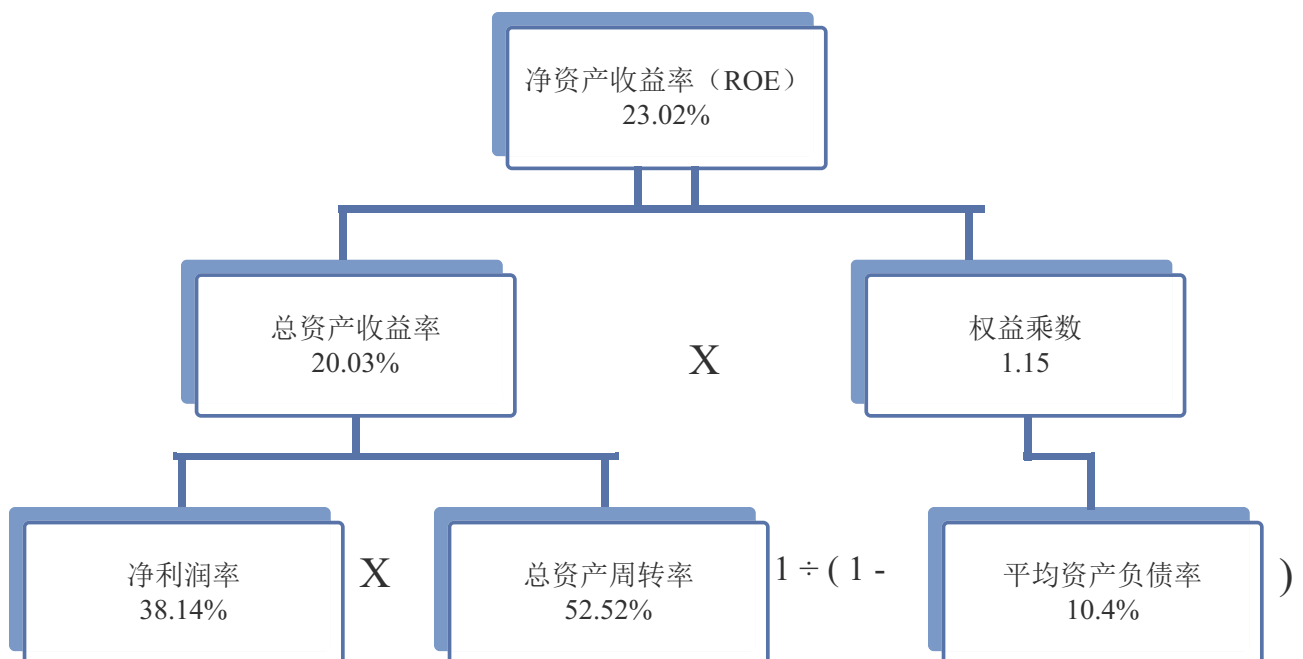 净资产收益率（ROE）
23.02%
总资产收益率
20.03%
X
权益乘数
1.15
净利润率
38.14%
X
总资产周转率
52.52%
1 ÷ ( 1 -
平均资产负债率
10.4%
)